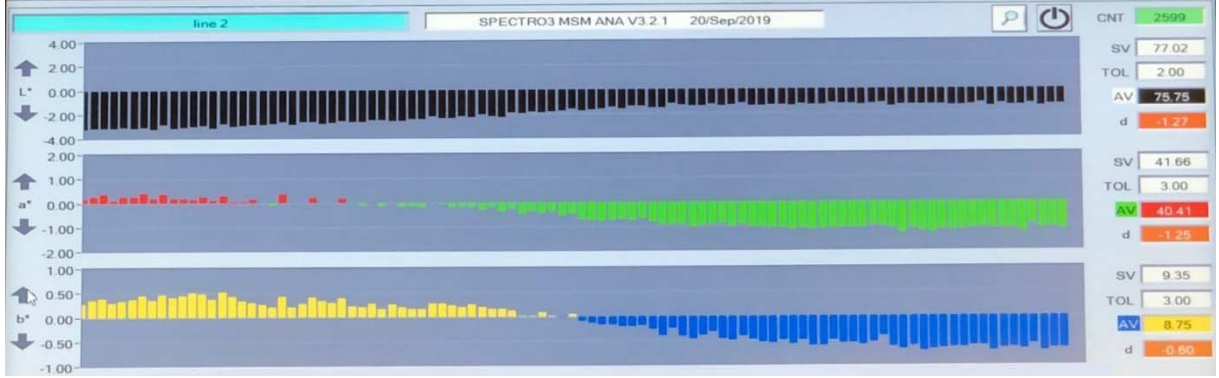 line 2 SPECTRO3 MSM ANA V3.2.1 20/Sep/2019 CNT 2599
4.00
2.00
L* 0.00
-2.00
-4.00
SV 77.02
TOL 2.00
AV 75.75
d -1.27
2.00
1.00
a* 0.00
-1.00
-2.00
SV 41.66
TOL 3.00
AV 40.41
d -1.25
1.00
0.50
b* 0.00
-0.50
-1.00
SV 9.35
TOL 3.00
AV 8.75
d -0.60